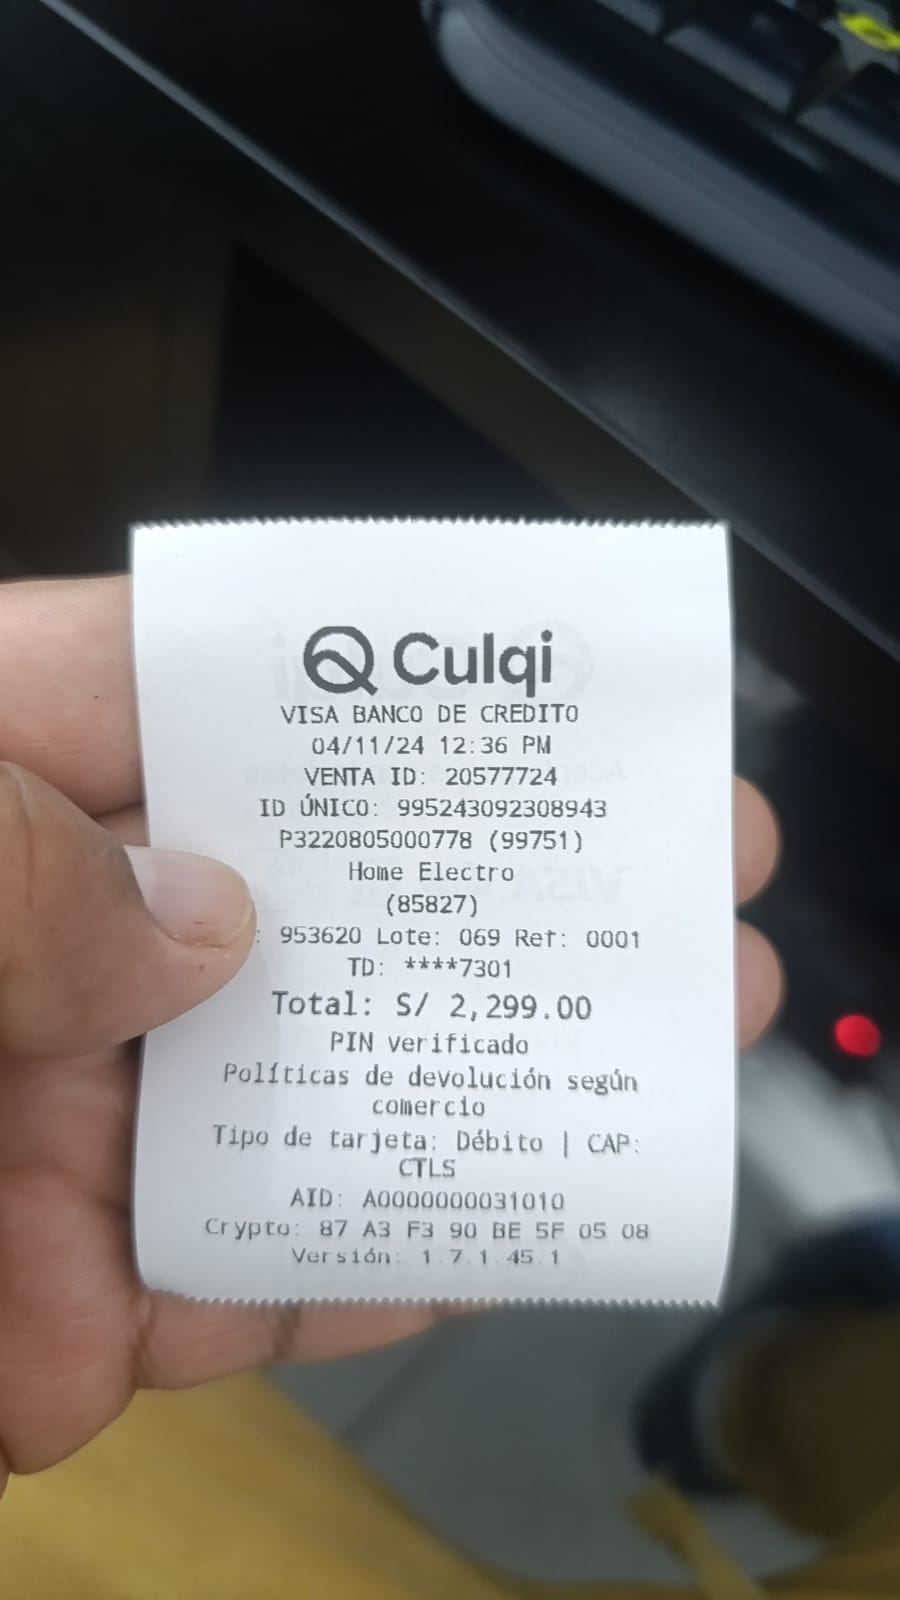 Culqi
VISA BANCO DE CREDITO
04/11/24 12:36 PM
VENTA ID: 20577724
ID ÚNICO: 995243092308943
P3220805000778 (99751)
Home Electro
(85827)
: 953620 Lote: 069 Ref: 0001
TD: ****7301
Total: S/ 2,299.00
PIN verificado
Políticas de devolución según
comercio
Tipo de tarjeta: Débito | CAP:
CTLS
AID: A0000000031010
Crypto: 87 A3 F3 90 BE 5F 05 08
Versión: 1.7.1.45.1